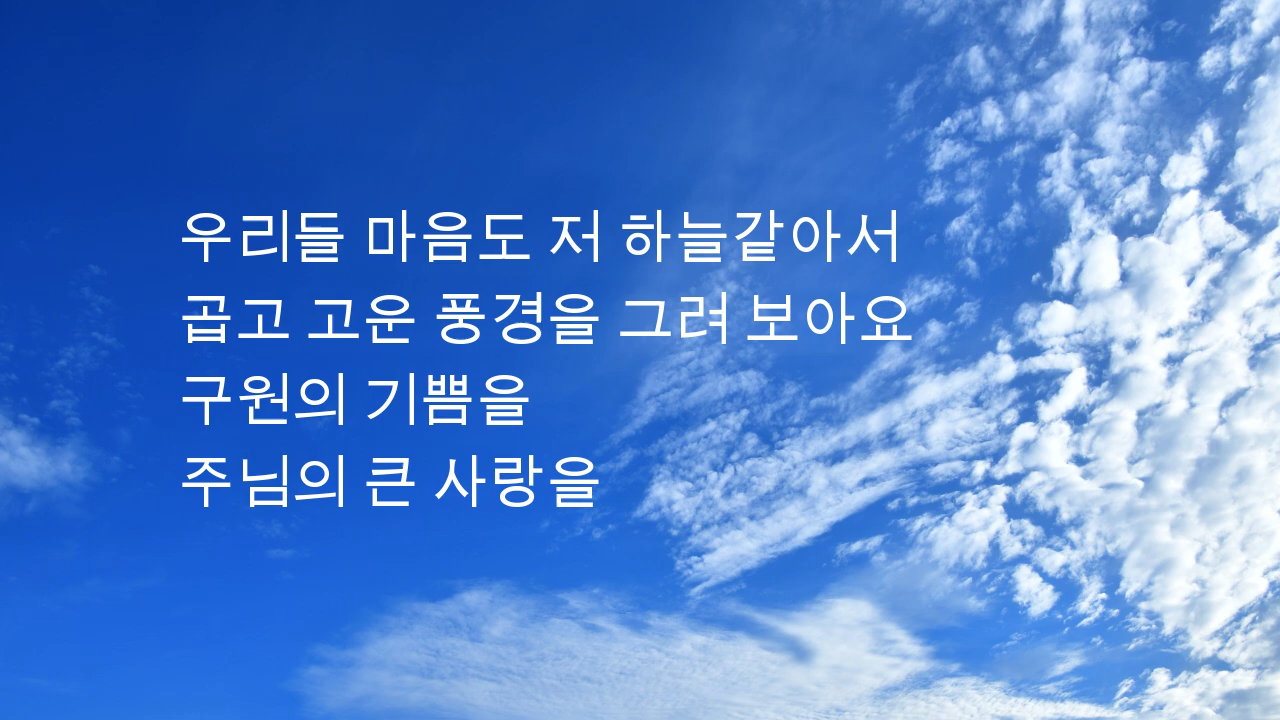 우리들 마음도 저 하늘같아서
곱고 고운 풍경을 그려 보아요
구원의 기쁨을
주님의 큰 사랑을